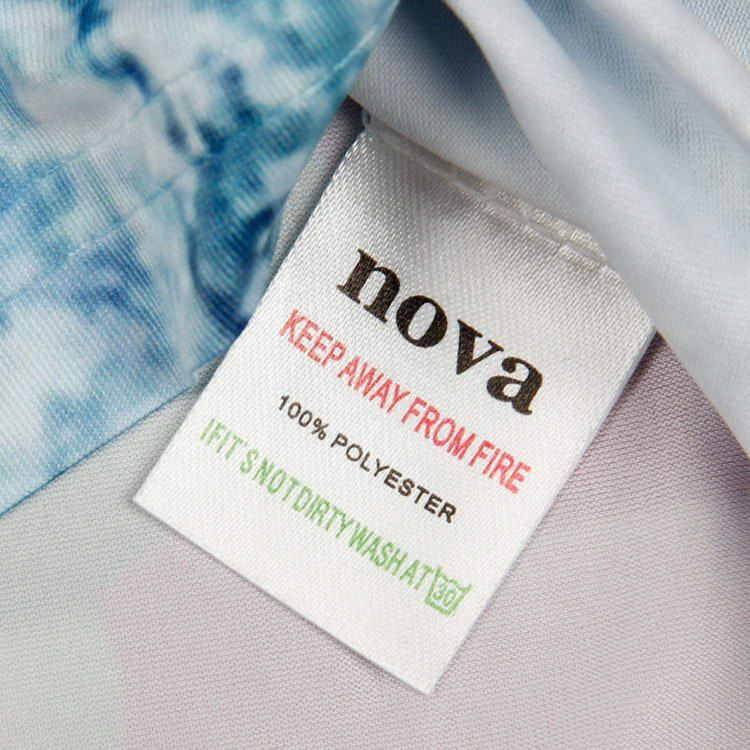 nova
KEEP AWAY FROM FIRE
100% POLYESTER
IFIT'S NOT DIRTY WASH AT 30